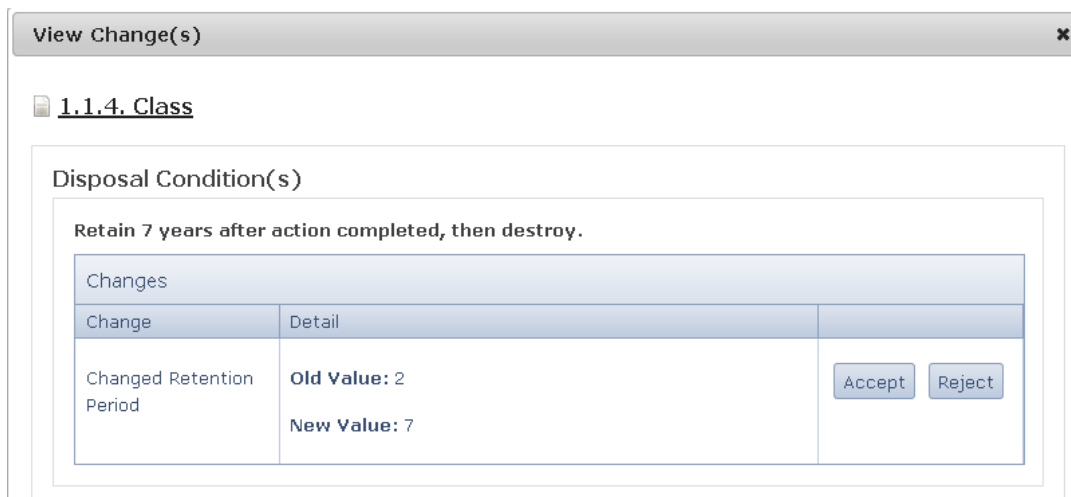 View Change(s)
1.1.4. Class
Disposal Condition(s)
Retain 7 years after action completed, then destroy.
Changes
Change Detail
Changed Retention Period
Old Value: 2
New Value: 7
Accept Reject